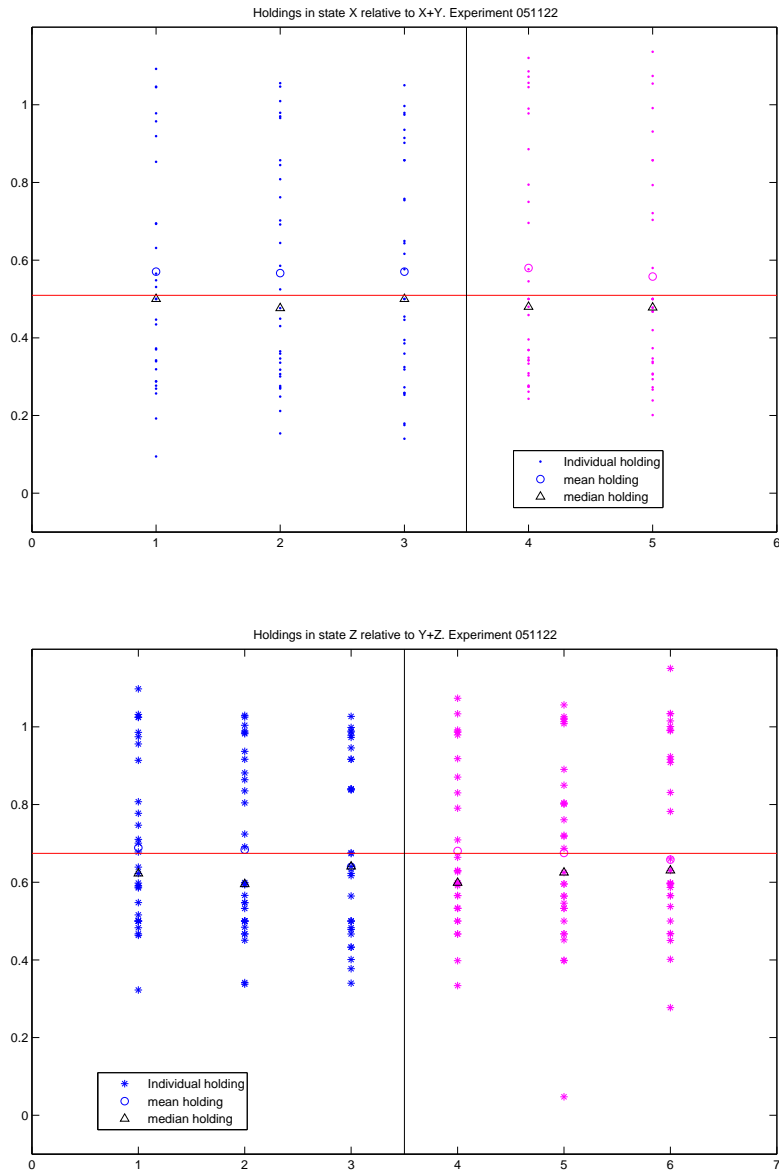 Holdings in state X relative to X+Y. Experiment 051122
1
0.8
0.6
0.4
0.2
0
Individual holding
mean holding
median holding
0 1 2 3 4 5 6
Holdings in state Z relative to Y+Z. Experiment 051122
1
0.8
0.6
0.4
0.2
0
Individual holding
mean holding
median holding
0 1 2 3 4 5 6 7